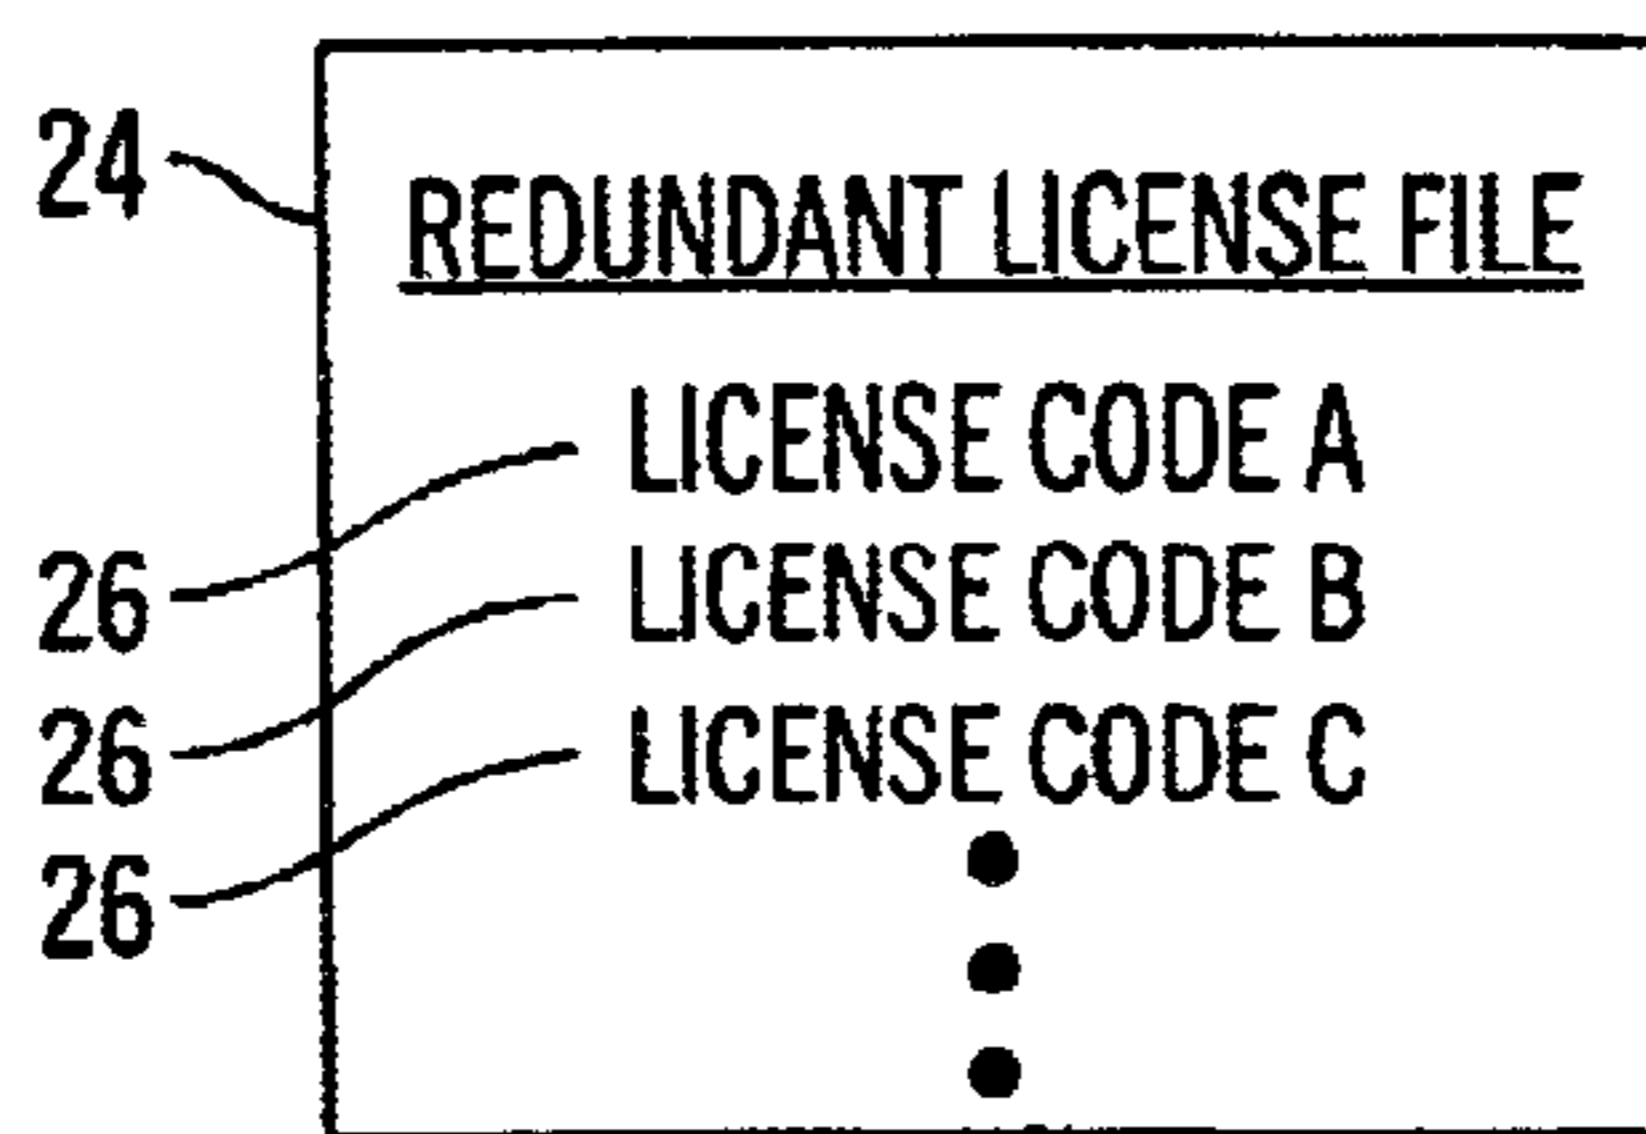 24
REDUNDANT LICENSE FILE
LICENSE CODE A
26
LICENSE CODE B
26
LICENSE CODE C
26